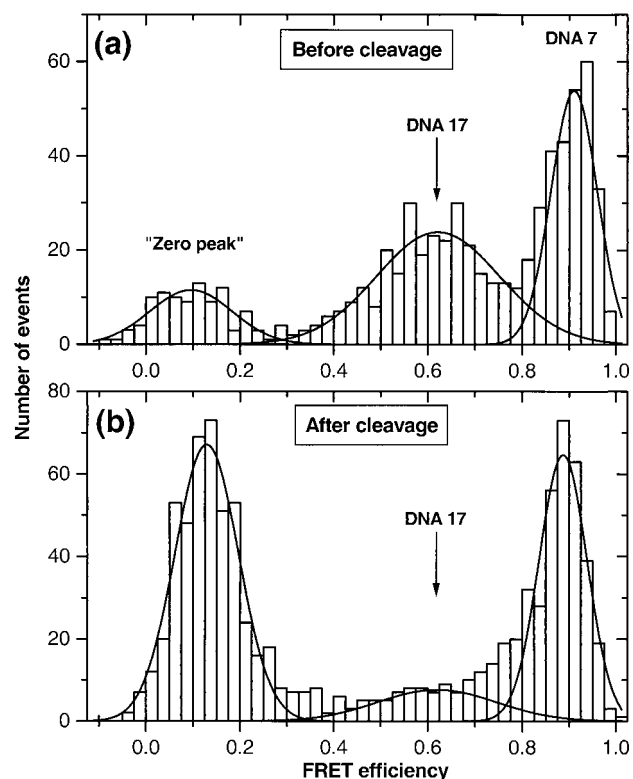 (a)
Before cleavage
DNA 7
DNA 17
"Zero peak"
60
40
20
0
0.0 0.2 0.4 0.6 0.8 1.0
Number of events
(b)
After cleavage
DNA 17
80
60
40
20
0
0.0 0.2 0.4 0.6 0.8 1.0
FRET efficiency